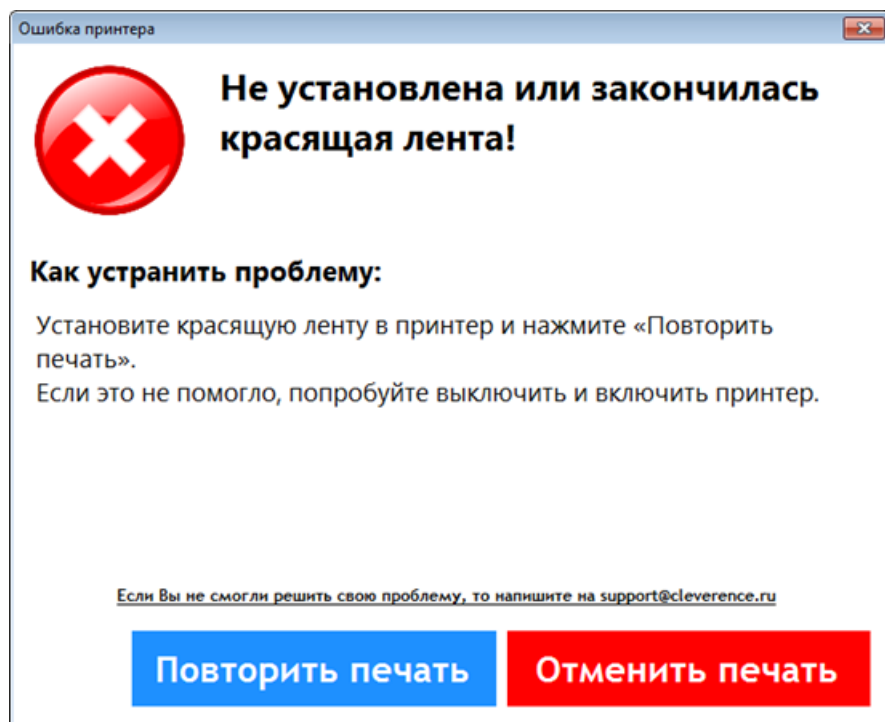 Ошибка принтера
Не установлена или закончилась
красящая лента!
Как устранить проблему:
Установите красящую ленту в принтер и нажмите «Повторить
печать».
Если это не помогло, попробуйте выключить и включить принтер.
Если Вы не смогли решить свою проблему, то напишите на support@cleverence.ru
Повторить печать
Отменить печать